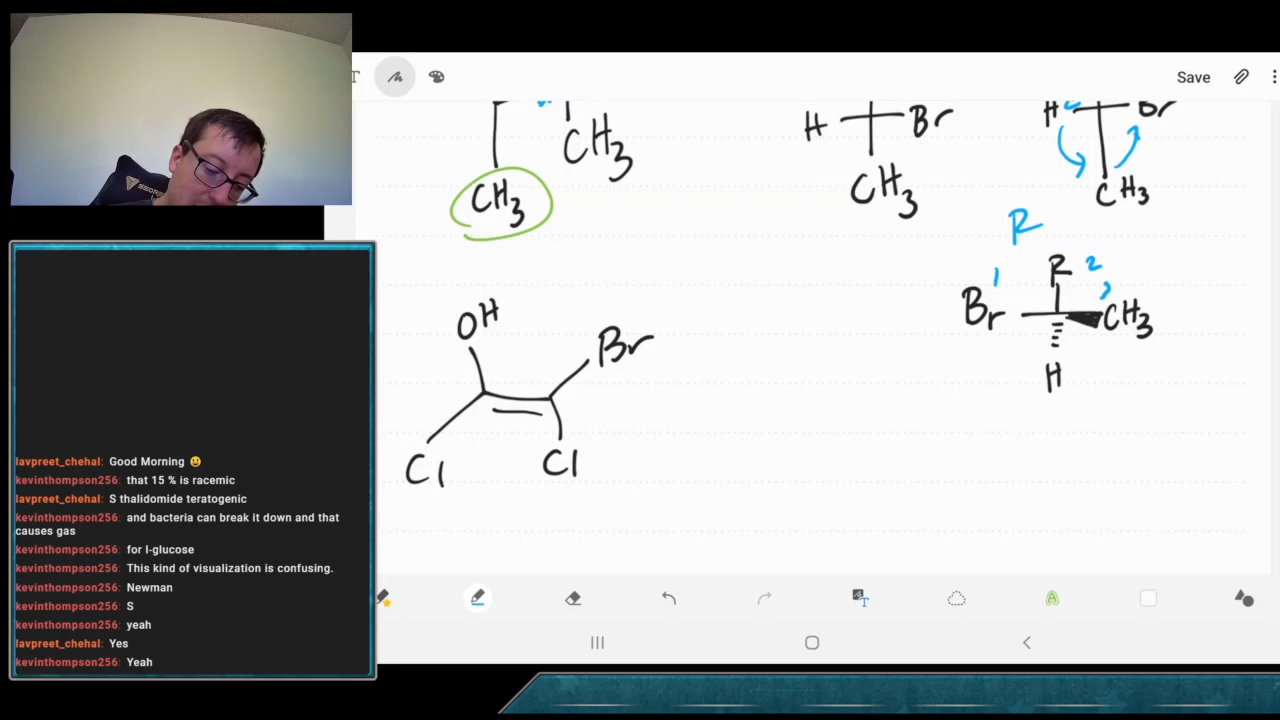 T
Save
H
Br
CH3
CH3
CH3
H 2 Br
CH3
R
1 R 2
Br CH3
H
OH
Br
Cl
Cl
lavpreet_chehal: Good Morning 😃
kevinthompson256: that 15 % is racemic
lavpreet_chehal: S thalidomide teratogenic
kevinthompson256: and bacteria can break it down and that
causes gas
kevinthompson256: for l-glucose
kevinthompson256: This kind of visualization is confusing.
kevinthompson256: Newman
kevinthompson256: S
kevinthompson256: yeah
lavpreet_chehal: Yes
kevinthompson256: Yeah